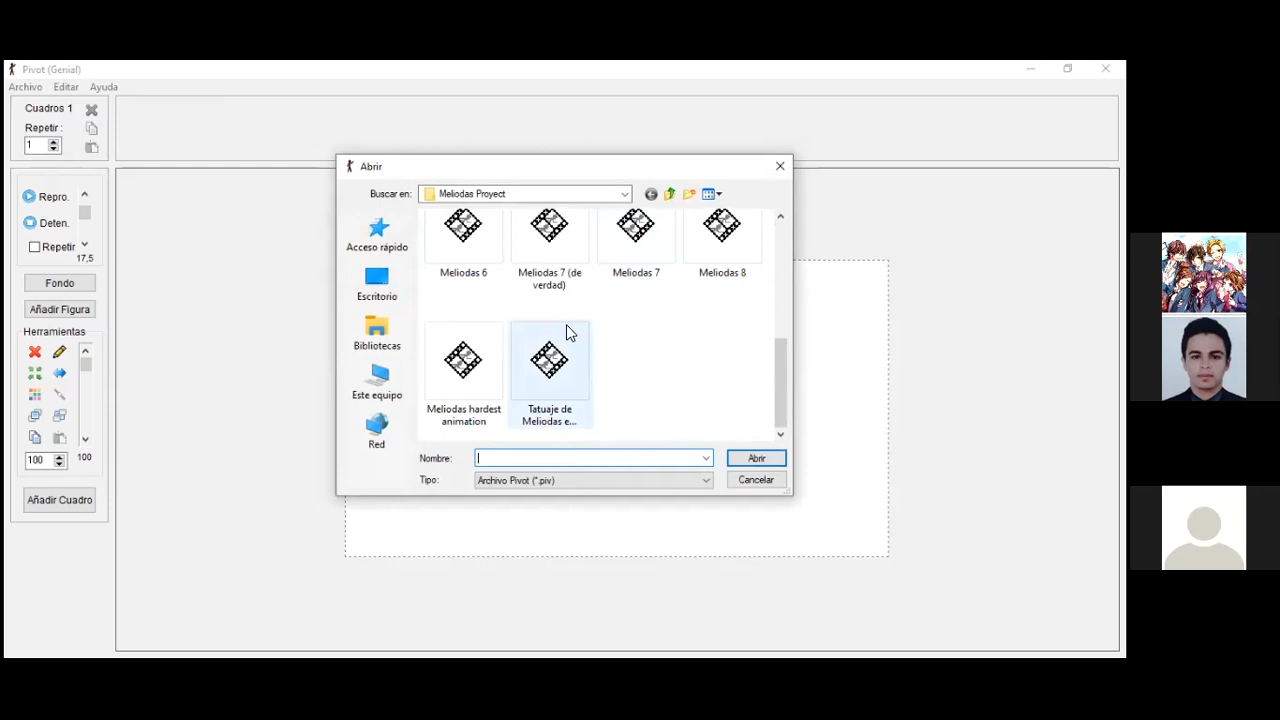 Pivot (Genial)
Archivo Editar Ayuda
Cuadros 1
Repetir :
1
Repro.
Deten.
Repetir
17,5
Fondo
Añadir Figura
Herramientas
100 100
Añadir Cuadro
Abrir
Buscar en: Meliodas Proyect
Acceso rápido
Escritorio
Bibliotecas
Este equipo
Red
Meliodas 6
Meliodas 7 (de
verdad)
Meliodas 7
Meliodas 8
Meliodas hardest
animation
Tatuaje de
Meliodas e...
Nombre:
Abrir
Tipo: Archivo Pivot (*.piv)
Cancelar